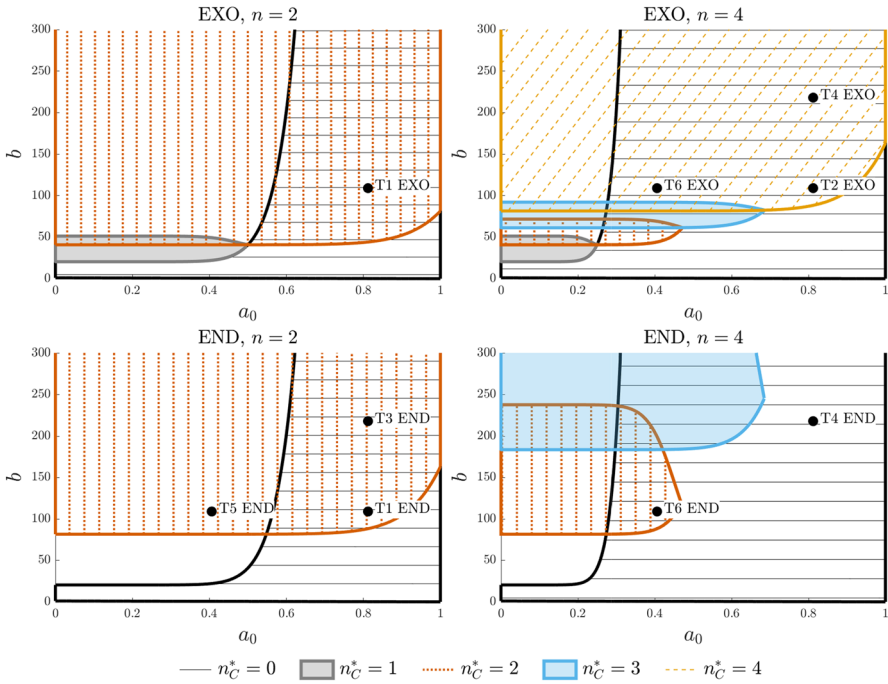 EXO, n = 2
300
250
200
150
100
50
0
b
0 0.2 0.4 0.6 0.8 1
a₀
T1 EXO
EXO, n = 4
300
250
200
150
100
50
0
b
0 0.2 0.4 0.6 0.8 1
a₀
T4 EXO
T6 EXO
T2 EXO
END, n = 2
300
250
200
150
100
50
0
b
0 0.2 0.4 0.6 0.8 1
a₀
T3 END
T5 END
T1 END
END, n = 4
300
250
200
150
100
50
0
b
0 0.2 0.4 0.6 0.8 1
a₀
T4 END
T6 END
n*_C = 0 n*_C = 1 n*_C = 2 n*_C = 3 n*_C = 4